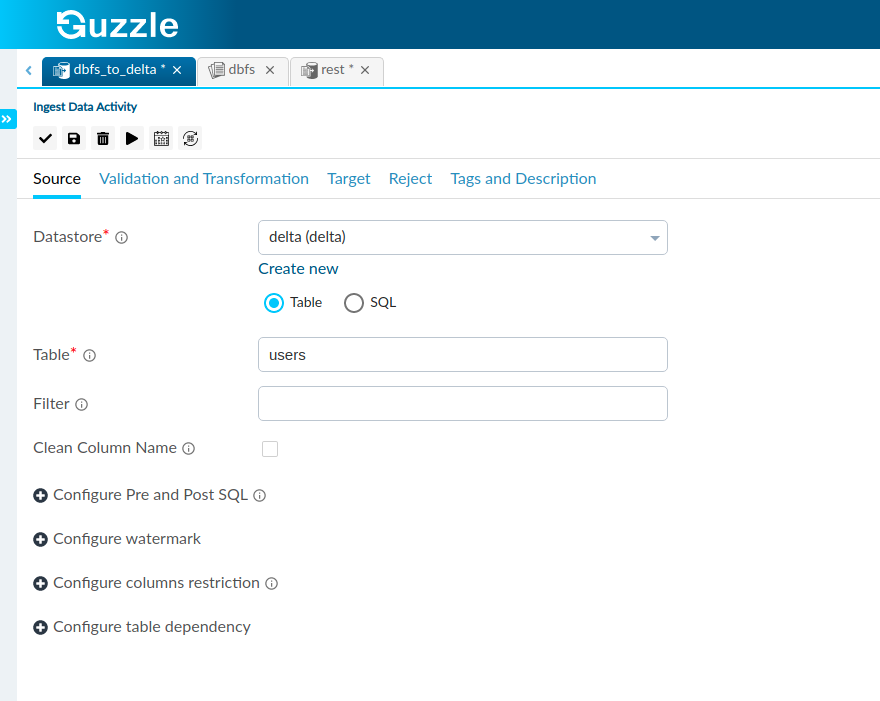 Guzzle
dbfs_to_delta * × dbfs × rest * ×
Ingest Data Activity
Source Validation and Transformation Target Reject Tags and Description
Datastore* delta (delta)
Create new
Table SQL
Table* users
Filter
Clean Column Name
Configure Pre and Post SQL
Configure watermark
Configure columns restriction
Configure table dependency